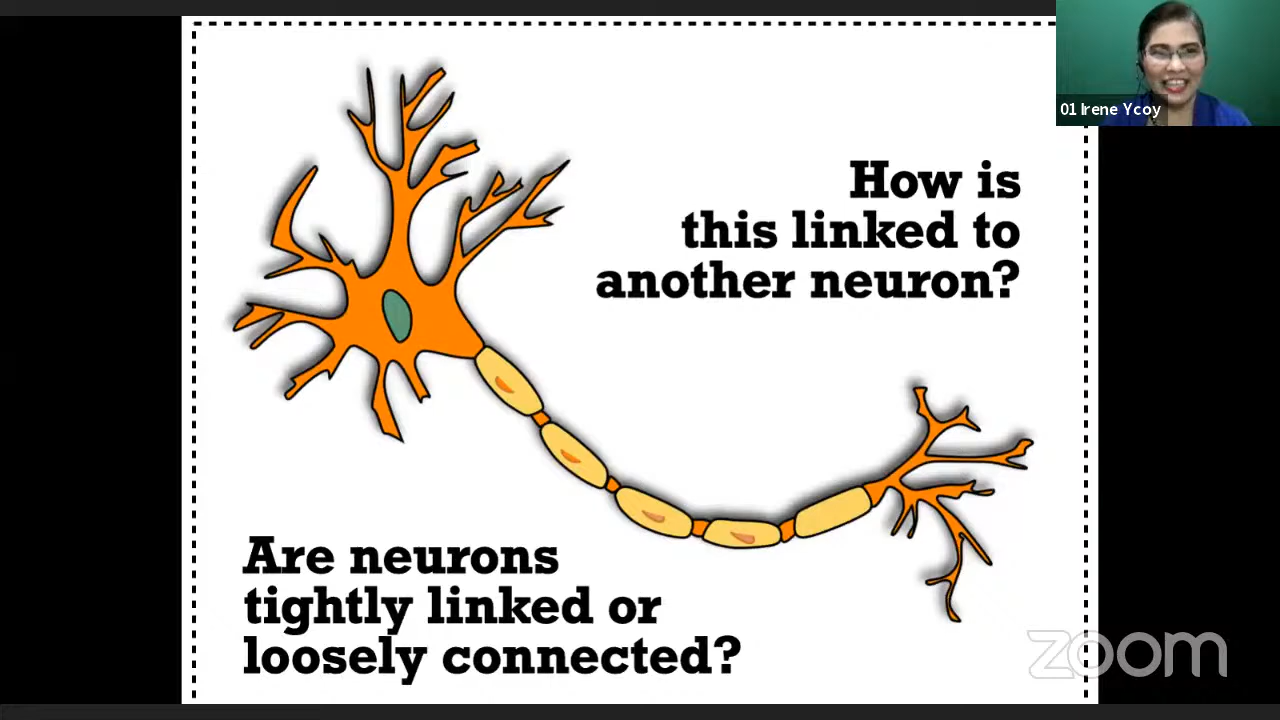 01 Irene Ycoy
How is
this linked to
another neuron?
Are neurons
tightly linked or
loosely connected?
zoom